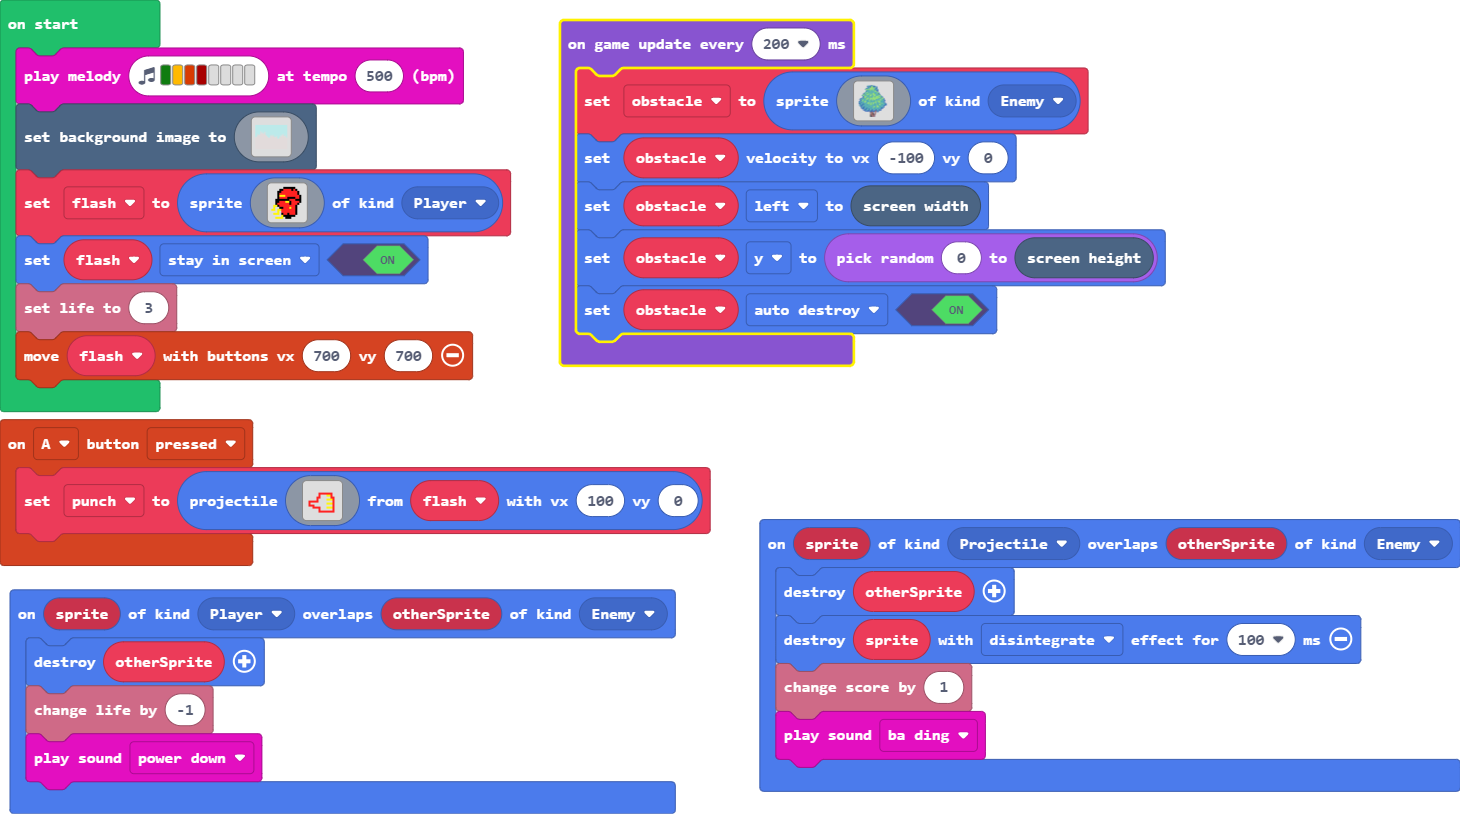 on start
play melody at tempo 500 (bpm)
set background image to
set flash to sprite of kind Player
set flash stay in screen ON
set life to 3
move flash with buttons vx 700 vy 700
on game update every 200 ms
set obstacle to sprite of kind Enemy
set obstacle velocity to vx -100 vy 0
set obstacle left to screen width
set obstacle y to pick random 0 to screen height
set obstacle auto destroy ON
on A button pressed
set punch to projectile from flash with vx 100 vy 0
on sprite of kind Player overlaps otherSprite of kind Enemy
destroy otherSprite
change life by -1
play sound power down
on sprite of kind Projectile overlaps otherSprite of kind Enemy
destroy otherSprite
destroy sprite with disintegrate effect for 100 ms
change score by 1
play sound ba ding